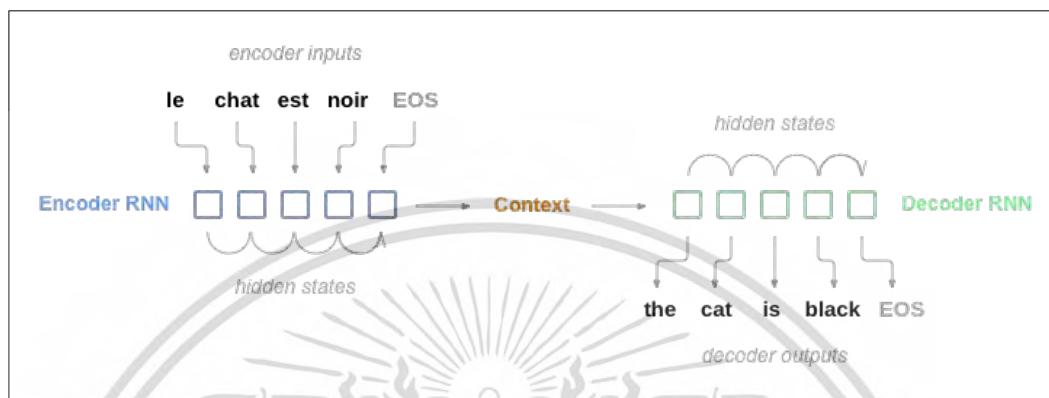 encoder inputs
le chat est noir EOS
hidden states
Encoder RNN Context Decoder RNN
hidden states
the cat is black EOS
decoder outputs